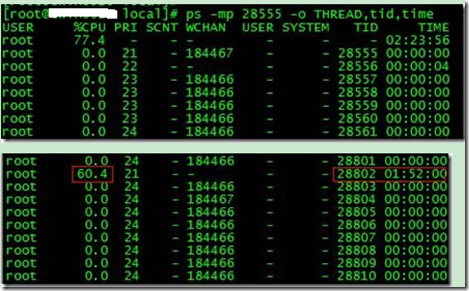 [root@ local]# ps -mp 28555 -o THREAD,tid,time
USER %CPU PRI SCNT WCHAN USER SYSTEM TID TIME
root 77.4 - - - - - - 02:23:56
root 0.0 21 - 184467 - - 28555 00:00:00
root 0.0 22 - - - - 28556 00:00:04
root 0.0 23 - 184466 - - 28557 00:00:00
root 0.0 23 - 184466 - - 28558 00:00:00
root 0.0 23 - 184466 - - 28559 00:00:00
root 0.0 23 - 184466 - - 28560 00:00:00
root 0.0 24 - 184466 - - 28561 00:00:00
root 0.0 24 - 184466 - - 28801 00:00:00
root 60.4 21 - - - - 28802 01:52:00
root 0.0 24 - 184466 - - 28803 00:00:00
root 0.0 24 - 184467 - - 28804 00:00:00
root 0.0 24 - 184466 - - 28805 00:00:00
root 0.0 24 - 184466 - - 28806 00:00:00
root 0.0 24 - 184466 - - 28807 00:00:00
root 0.0 24 - 184466 - - 28808 00:00:00
root 0.0 24 - 184466 - - 28809 00:00:00
root 0.0 24 - 184466 - - 28810 00:00:00